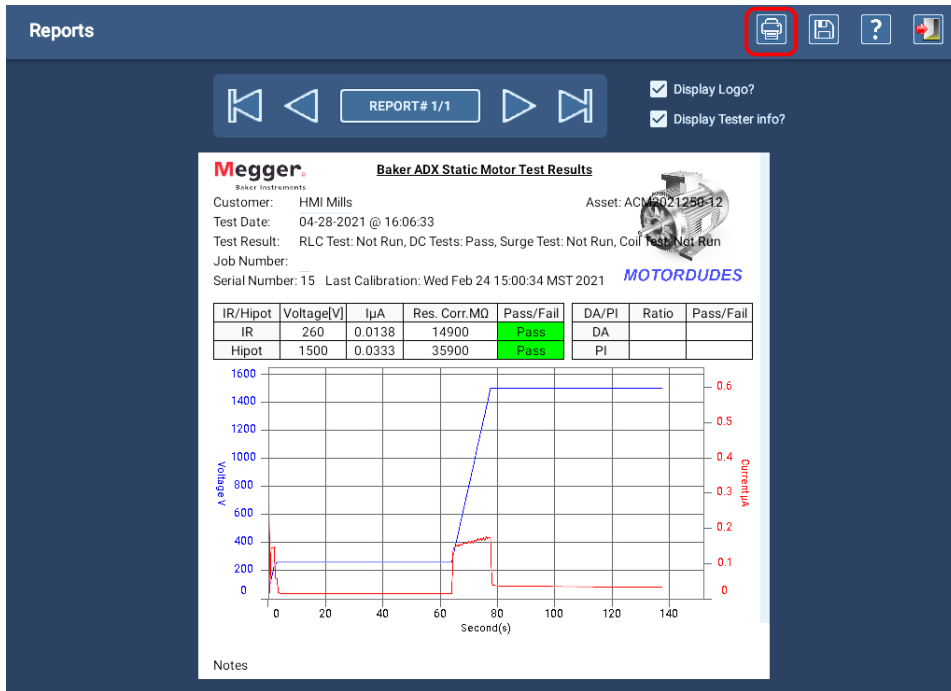 Reports
?
REPORT# 1/1
Display Logo?
Display Tester info?
Megger.
Baker Instruments
Baker ADX Static Motor Test Results
Customer: HMI Mills Asset: ACM2021250-12
Test Date: 04-28-2021 @ 16:06:33
Test Result: RLC Test: Not Run, DC Tests: Pass, Surge Test: Not Run, Coil Test: Not Run
Job Number:
Serial Number: 15 Last Calibration: Wed Feb 24 15:00:34 MST 2021
MOTORDUDES
IR/Hipot Voltage[V] IµA Res. Corr.MΩ Pass/Fail DA/PI Ratio Pass/Fail
IR 260 0.0138 14900 Pass DA
Hipot 1500 0.0333 35900 Pass PI
1600
1400
1200
1000
800
600
400
200
0
Voltage V
0.6
0.5
0.4
0.3
0.2
0.1
0
Current µA
0 20 40 60 80 100 120 140
Second(s)
Notes